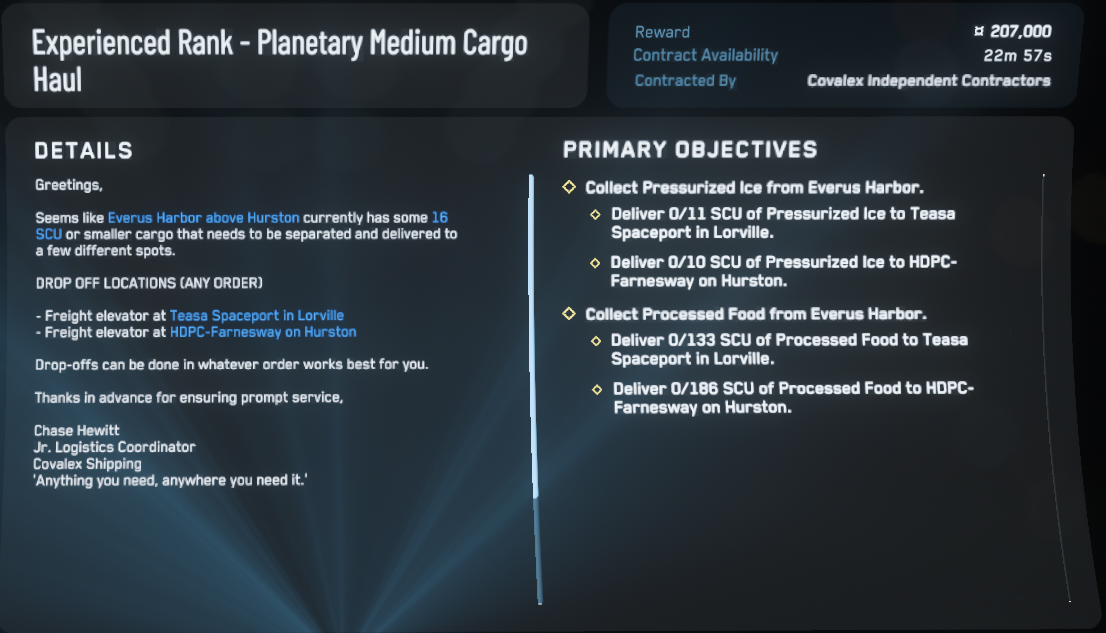 Experienced Rank - Planetary Medium Cargo
Haul
Reward ¤ 207,000
Contract Availability 22m 57s
Contracted By Covalex Independent Contractors
DETAILS
Greetings,
Seems like Everus Harbor above Hurston currently has some 16
SCU or smaller cargo that needs to be separated and delivered to
a few different spots.
DROP OFF LOCATIONS (ANY ORDER)
- Freight elevator at Teasa Spaceport in Lorville
- Freight elevator at HDPC-Farnesway on Hurston
Drop-offs can be done in whatever order works best for you.
Thanks in advance for ensuring prompt service,
Chase Hewitt
Jr. Logistics Coordinator
Covalex Shipping
'Anything you need, anywhere you need it.'
PRIMARY OBJECTIVES
Collect Pressurized Ice from Everus Harbor.
Deliver 0/11 SCU of Pressurized Ice to Teasa
Spaceport in Lorville.
Deliver 0/10 SCU of Pressurized Ice to HDPC-
Farnesway on Hurston.
Collect Processed Food from Everus Harbor.
Deliver 0/133 SCU of Processed Food to Teasa
Spaceport in Lorville.
Deliver 0/186 SCU of Processed Food to HDPC-
Farnesway on Hurston.